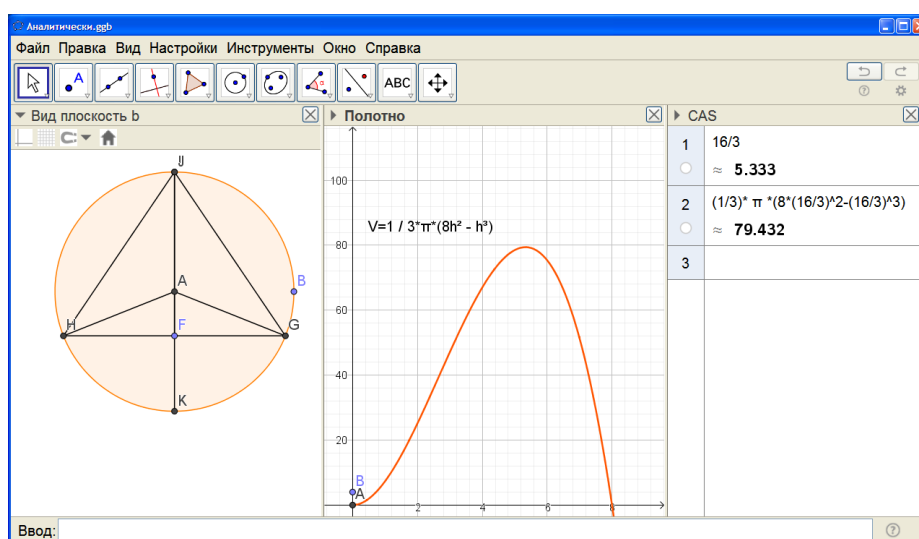 Аналитически.ggb
Файл Правка Вид Настройки Инструменты Окно Справка
A
ABC
Вид плоскость b
Полотно
CAS
IJ
A
B
H
F
G
K
100
80
60
40
20
V=1 / 3*π*(8h² - h³)
B
A
2
4
6
8
1
16/3
≈ 5.333
2
(1/3)* π *(8*(16/3)^2-(16/3)^3)
≈ 79.432
3
Ввод: